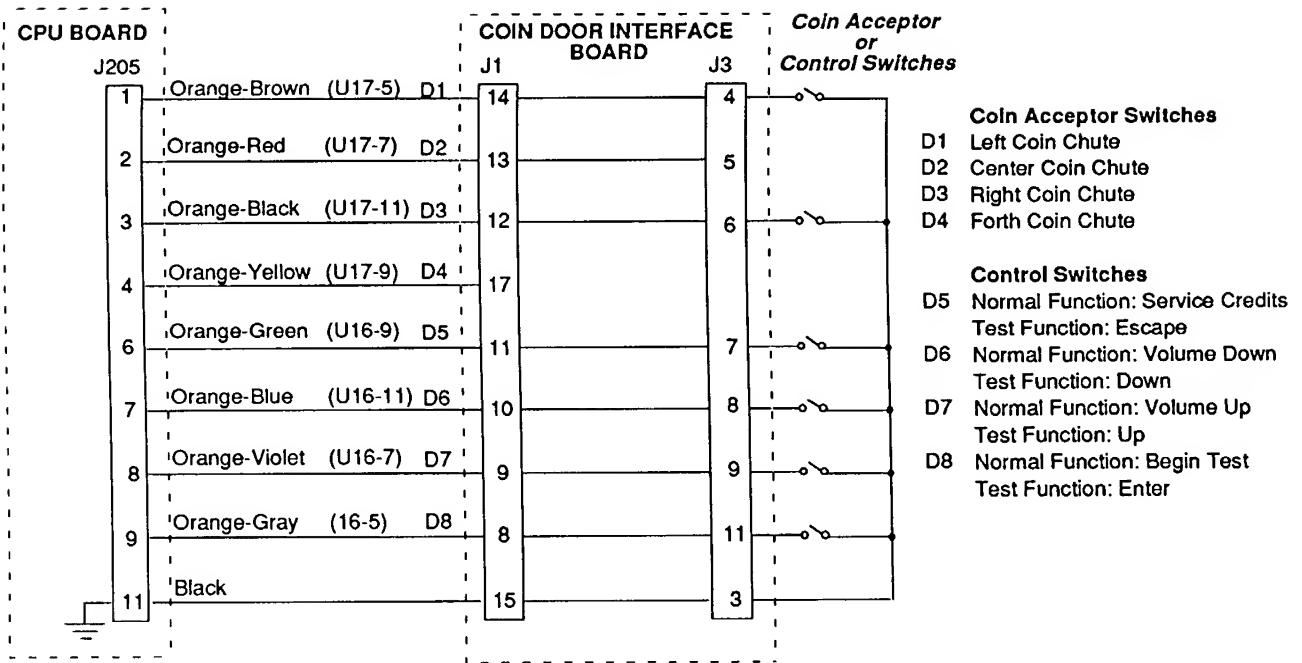 CPU BOARD
COIN DOOR INTERFACE
BOARD
Coin Acceptor
or
Control Switches
J205
J1
J3
1 Orange-Brown (U17-5) D1 14 4
2 Orange-Red (U17-7) D2 13 5
3 Orange-Black (U17-11) D3 12 6
4 Orange-Yellow (U17-9) D4 17
6 Orange-Green (U16-9) D5 11 7
7 Orange-Blue (U16-11) D6 10 8
8 Orange-Violet (U16-7) D7 9 9
9 Orange-Gray (16-5) D8 8 11
11 Black 15 3
Coin Acceptor Switches
D1 Left Coin Chute
D2 Center Coin Chute
D3 Right Coin Chute
D4 Forth Coin Chute
Control Switches
D5 Normal Function: Service Credits
Test Function: Escape
D6 Normal Function: Volume Down
Test Function: Down
D7 Normal Function: Volume Up
Test Function: Up
D8 Normal Function: Begin Test
Test Function: Enter